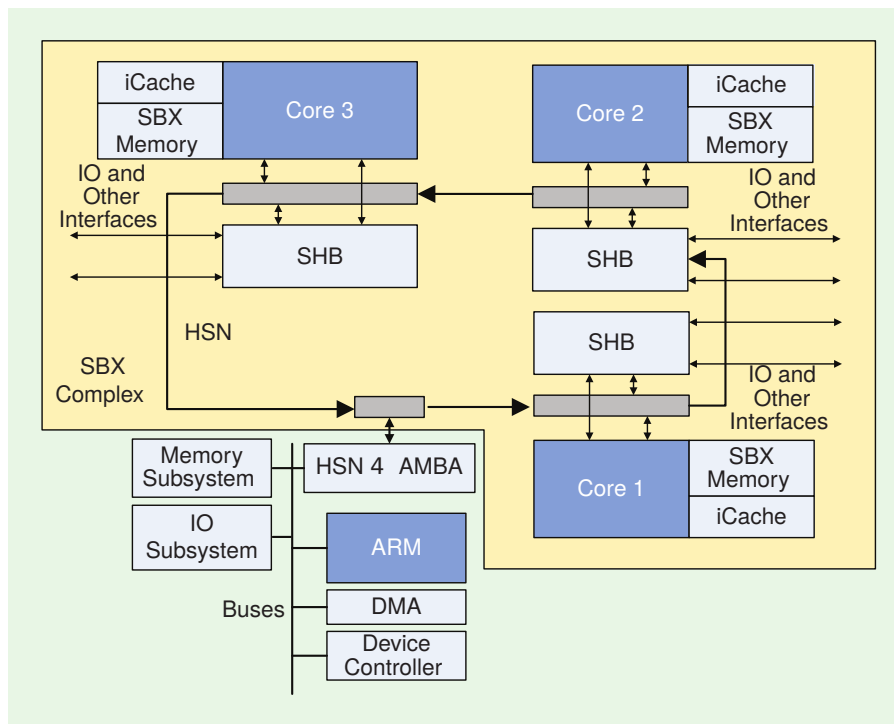 iCache
SBX
Memory
Core 3
Core 2
iCache
SBX
Memory
IO and
Other
Interfaces
IO and
Other
Interfaces
SHB
SHB
HSN
SHB
SBX
Complex
IO and
Other
Interfaces
Memory
Subsystem
HSN 4 AMBA
Core 1
SBX
Memory
iCache
IO
Subsystem
ARM
Buses
DMA
Device
Controller